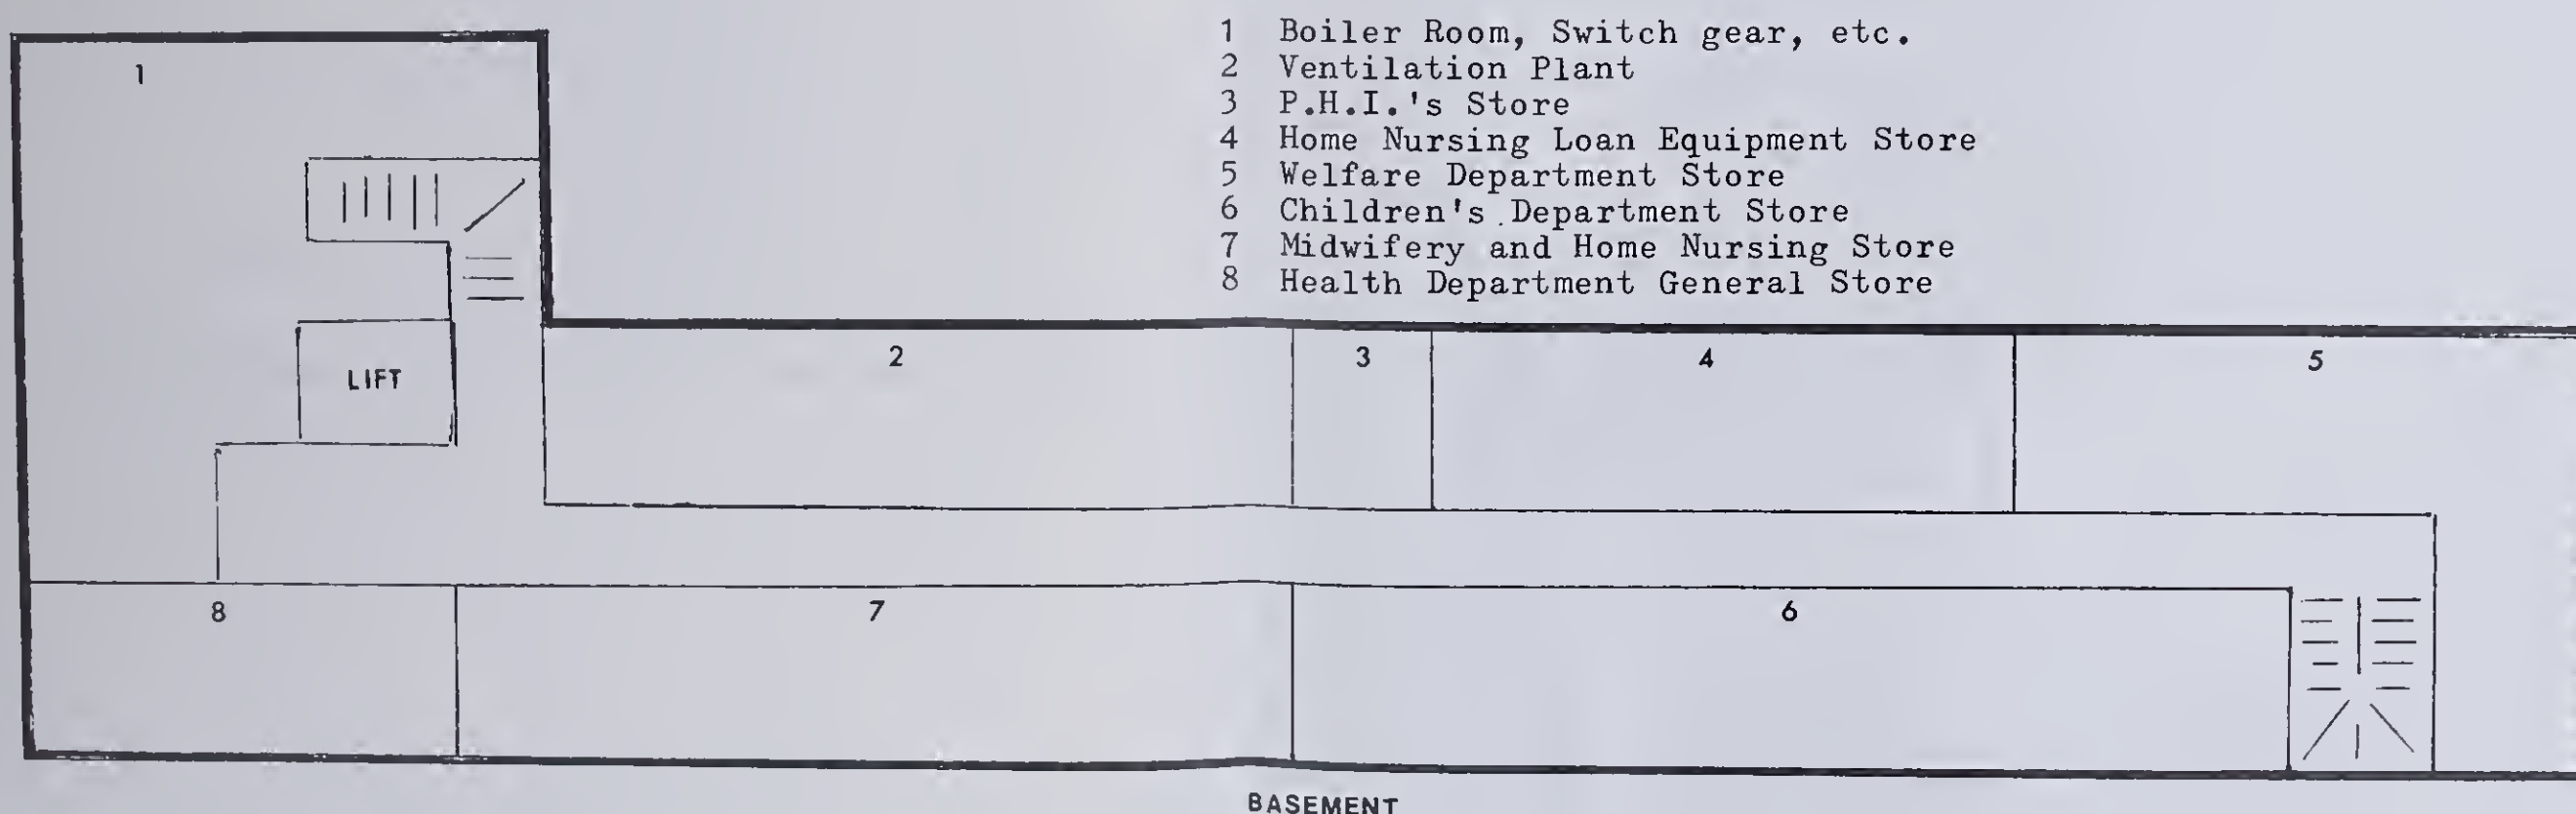 1 Boiler Room, Switch gear, etc.
2 Ventilation Plant
3 P.H.I.'s Store
4 Home Nursing Loan Equipment Store
5 Welfare Department Store
6 Children's Department Store
7 Midwifery and Home Nursing Store
8 Health Department General Store
1
2
3
4
5
LIFT
8
7
6
BASEMENT